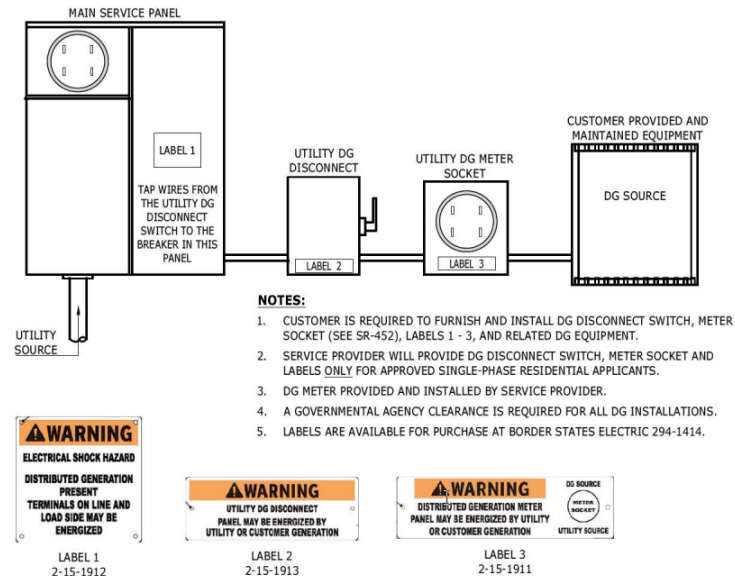 MAIN SERVICE PANEL
LABEL 1
TAP WIRES FROM
THE UTILITY DG
DISCONNECT
SWITCH TO THE
BREAKER IN THIS
PANEL
UTILITY
SOURCE
UTILITY DG
DISCONNECT
LABEL 2
UTILITY DG METER
SOCKET
LABEL 3
CUSTOMER PROVIDED AND
MAINTAINED EQUIPMENT
DG SOURCE
NOTES:
1. CUSTOMER IS REQUIRED TO FURNISH AND INSTALL DG DISCONNECT SWITCH, METER
SOCKET (SEE SR-452), LABELS 1 - 3, AND RELATED DG EQUIPMENT.
2. SERVICE PROVIDER WILL PROVIDE DG DISCONNECT SWITCH, METER SOCKET AND
LABELS ONLY FOR APPROVED SINGLE-PHASE RESIDENTIAL APPLICANTS.
3. DG METER PROVIDED AND INSTALLED BY SERVICE PROVIDER.
4. A GOVERNMENTAL AGENCY CLEARANCE IS REQUIRED FOR ALL DG INSTALLATIONS.
5. LABELS ARE AVAILABLE FOR PURCHASE AT BORDER STATES ELECTRIC 294-1414.
WARNING
ELECTRICAL SHOCK HAZARD
DISTRIBUTED GENERATION
PRESENT
TERMINALS ON LINE AND
LOAD SIDE MAY BE
ENERGIZED
LABEL 1
2-15-1912
WARNING
UTILITY DG DISCONNECT
PANEL MAY BE ENERGIZED BY
UTILITY OR CUSTOMER GENERATION
LABEL 2
2-15-1913
WARNING
DISTRIBUTED GENERATION METER
PANEL MAY BE ENERGIZED BY UTILITY
OR CUSTOMER GENERATION
DG SOURCE
METER
SOCKET
UTILITY SOURCE
LABEL 3
2-15-1911